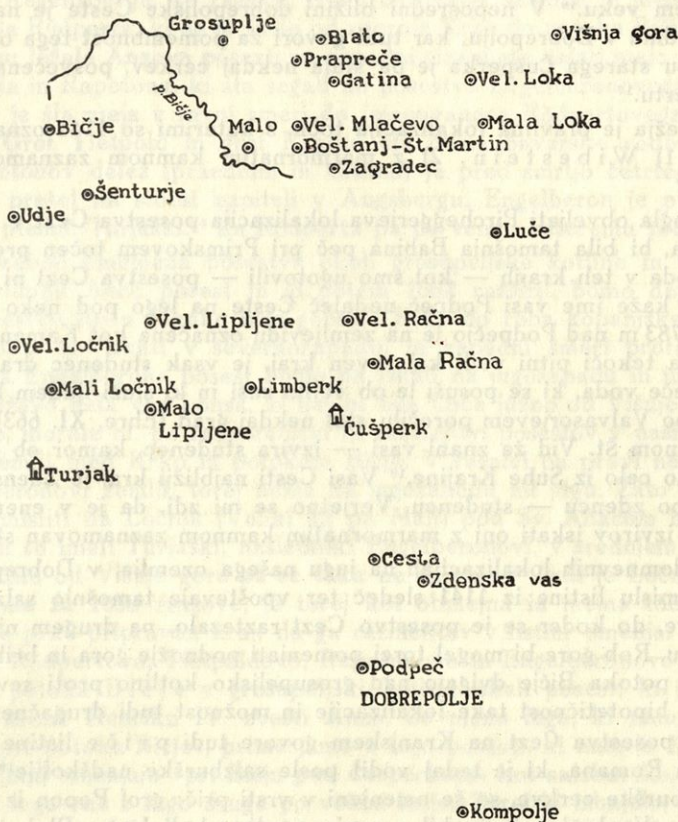 Grosuplje
Blato
Višnja gora
Prapreče
Gatina
Vel. Loka
p. Bičje
Bičje
Malo
Vel. Mlačevo
Mala Loka
Boštanj-Št. Martin
Zagradec
Šenturje
Udje
Luče
Vel. Lipljene
Vel. Račna
Vel. Ločnik
Mala Račna
Mali Ločnik
Limberk
Malo
Lipljene
Čušperk
Turjak
Cesta
Zdenska vas
Podpeč
DOBREPOLJE
Kompolje